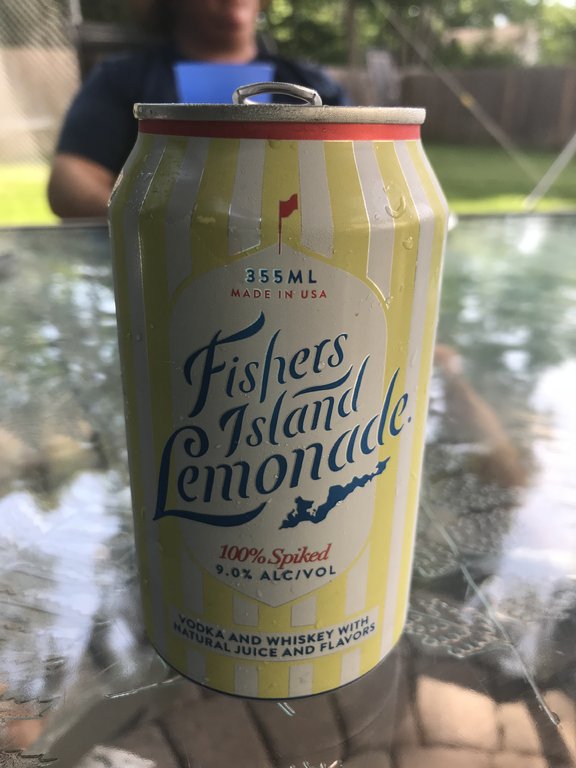 355ML
MADE IN USA
Fishers
Island
Lemonade.
100% Spiked
9.0% ALC/VOL
VODKA AND WHISKEY WITH
NATURAL JUICE AND FLAVORS